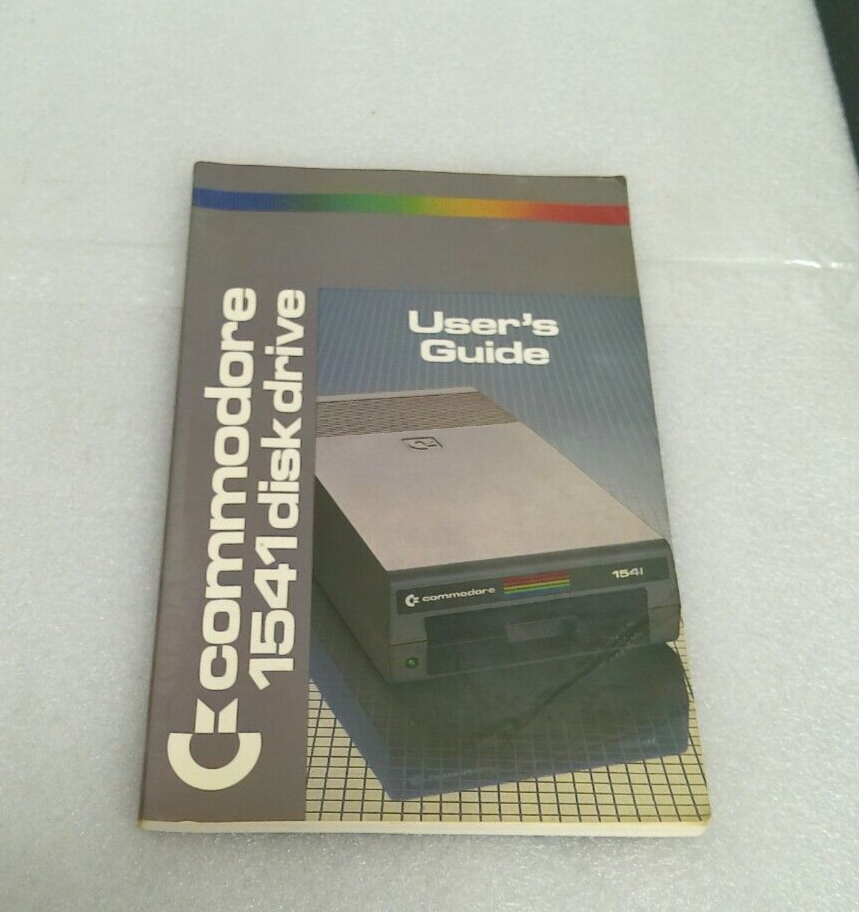 commodore
1541 disk drive
User's
Guide
commodore
1541